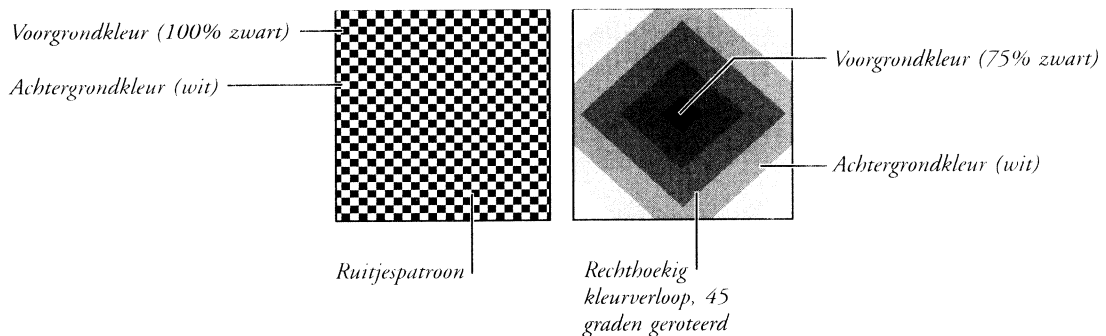 Voorgrondkleur (100% zwart)
Achtergrondkleur (wit)
Ruitjespatroon
Voorgrondkleur (75% zwart)
Achtergrondkleur (wit)
Rechthoekig
kleurverloop, 45
graden geroteerd